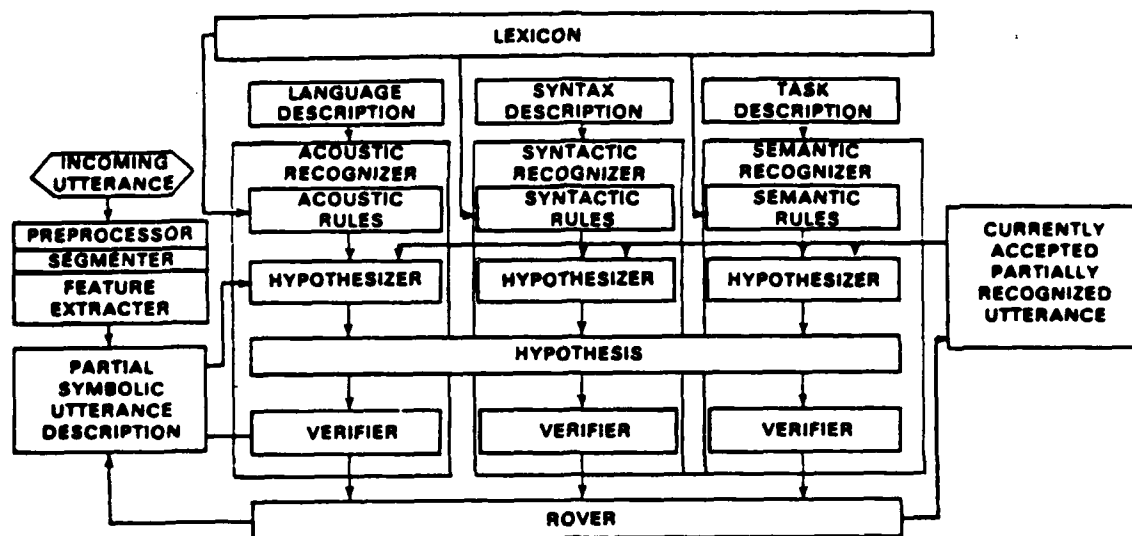 LEXICON
LANGUAGE
DESCRIPTION
SYNTAX
DESCRIPTION
TASK
DESCRIPTION
INCOMING
UTTERANCE
ACOUSTIC
RECOGNIZER
SYNTACTIC
RECOGNIZER
SEMANTIC
RECOGNIZER
ACOUSTIC
RULES
SYNTACTIC
RULES
SEMANTIC
RULES
PREPROCESSOR
SEGMENTER
FEATURE
EXTRACTER
CURRENTLY
ACCEPTED
PARTIALLY
RECOGNIZED
UTTERANCE
HYPOTHESIZER
HYPOTHESIZER
HYPOTHESIZER
HYPOTHESIS
PARTIAL
SYMBOLIC
UTTERANCE
DESCRIPTION
VERIFIER
VERIFIER
VERIFIER
ROVER